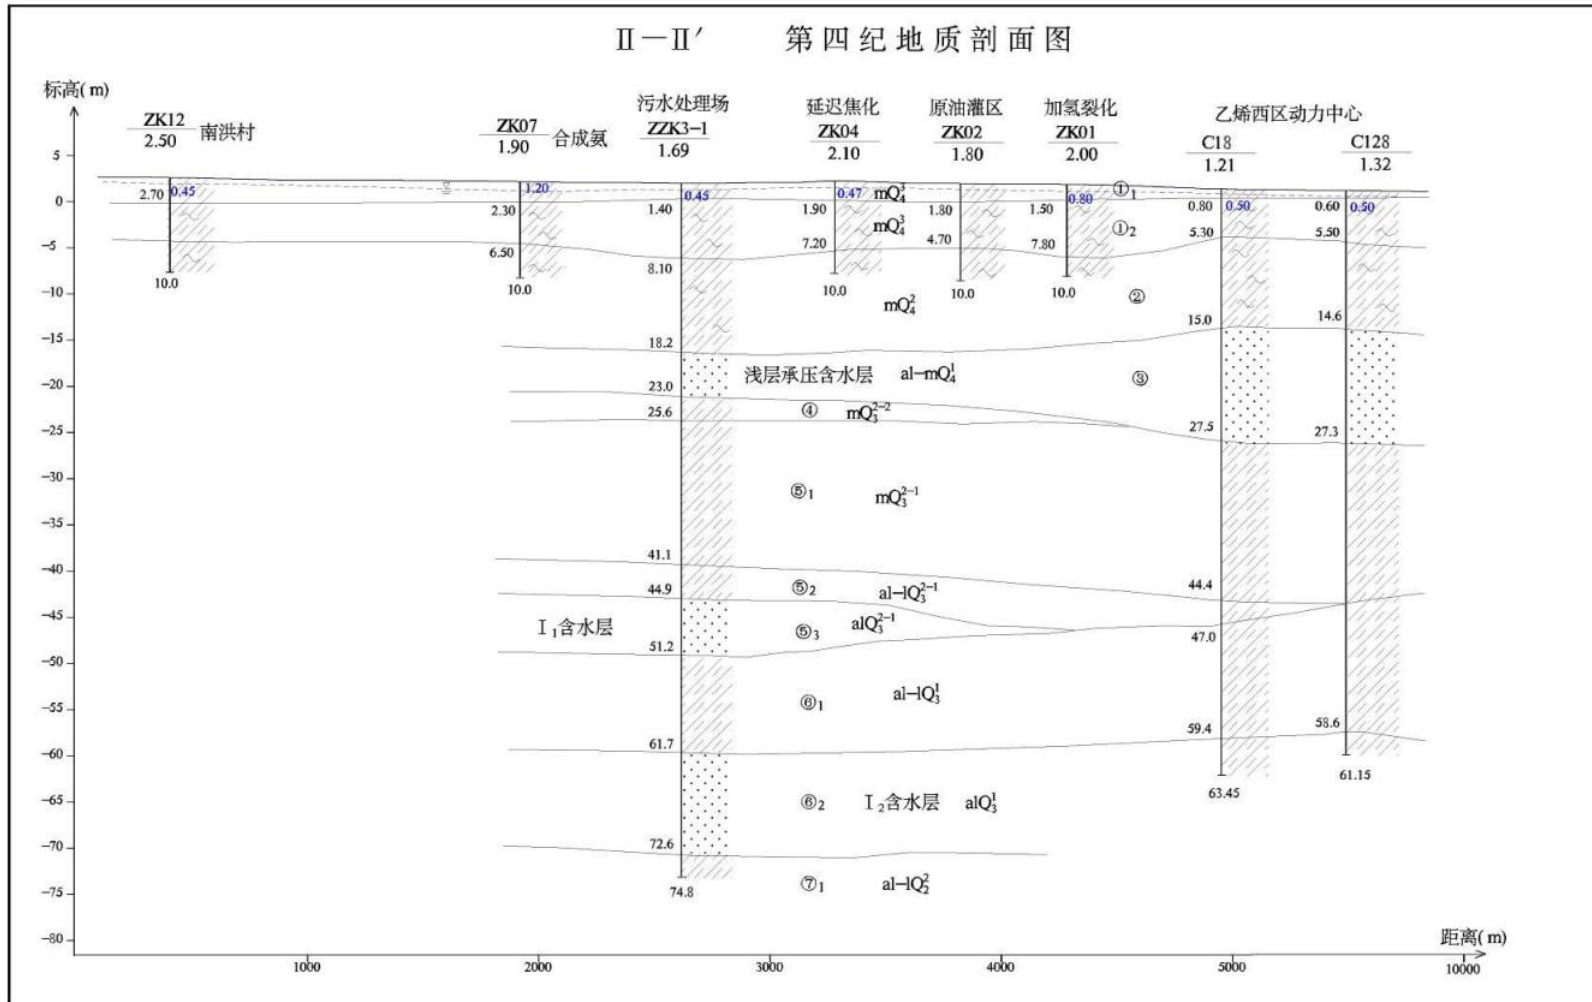 Ⅱ—Ⅱ′ 第四纪地质剖面图
标高(m)
污水处理场 延迟焦化 原油灌区 加氢裂化 乙烯西区动力中心
ZK12 南洪村 ZK07 合成氨 ZZK3-1 ZK04 ZK02 ZK01 C18 C128
2.50 1.90 1.69 2.10 1.80 2.00 1.21 1.32
5
2.70 0.45 1.20 0.45 0.47 mQ₄³ 0.80 ①₁
0 2.30 1.40 1.90 1.80 1.50 0.80 0.50 0.60 0.50
mQ₄³ ①₂
-5 6.50 8.10 7.20 4.70 7.80 5.30 5.50
10.0 10.0 10.0 10.0 10.0
-10 mQ₄² ②
-15 18.2 15.0 14.6
浅层承压含水层 al-mQ₄¹ ③
-20 23.0
④ mQ₃²⁻²
-25 25.6 27.5 27.3
-30 ⑤₁ mQ₃²⁻¹
-35
-40 41.1
⑤₂ al-lQ₃²⁻¹ 44.4
-45 44.9
Ⅰ₁含水层 ⑤₃ alQ₃²⁻¹ 47.0
-50 51.2
-55 ⑥₁ al-lQ₃¹
-60 61.7 59.4 58.6
63.45 61.15
-65 ⑥₂ Ⅰ₂含水层 alQ₃¹
-70 72.6
-75 74.8 ⑦₁ al-lQ₂²
-80
距离(m)
1000 2000 3000 4000 5000 10000